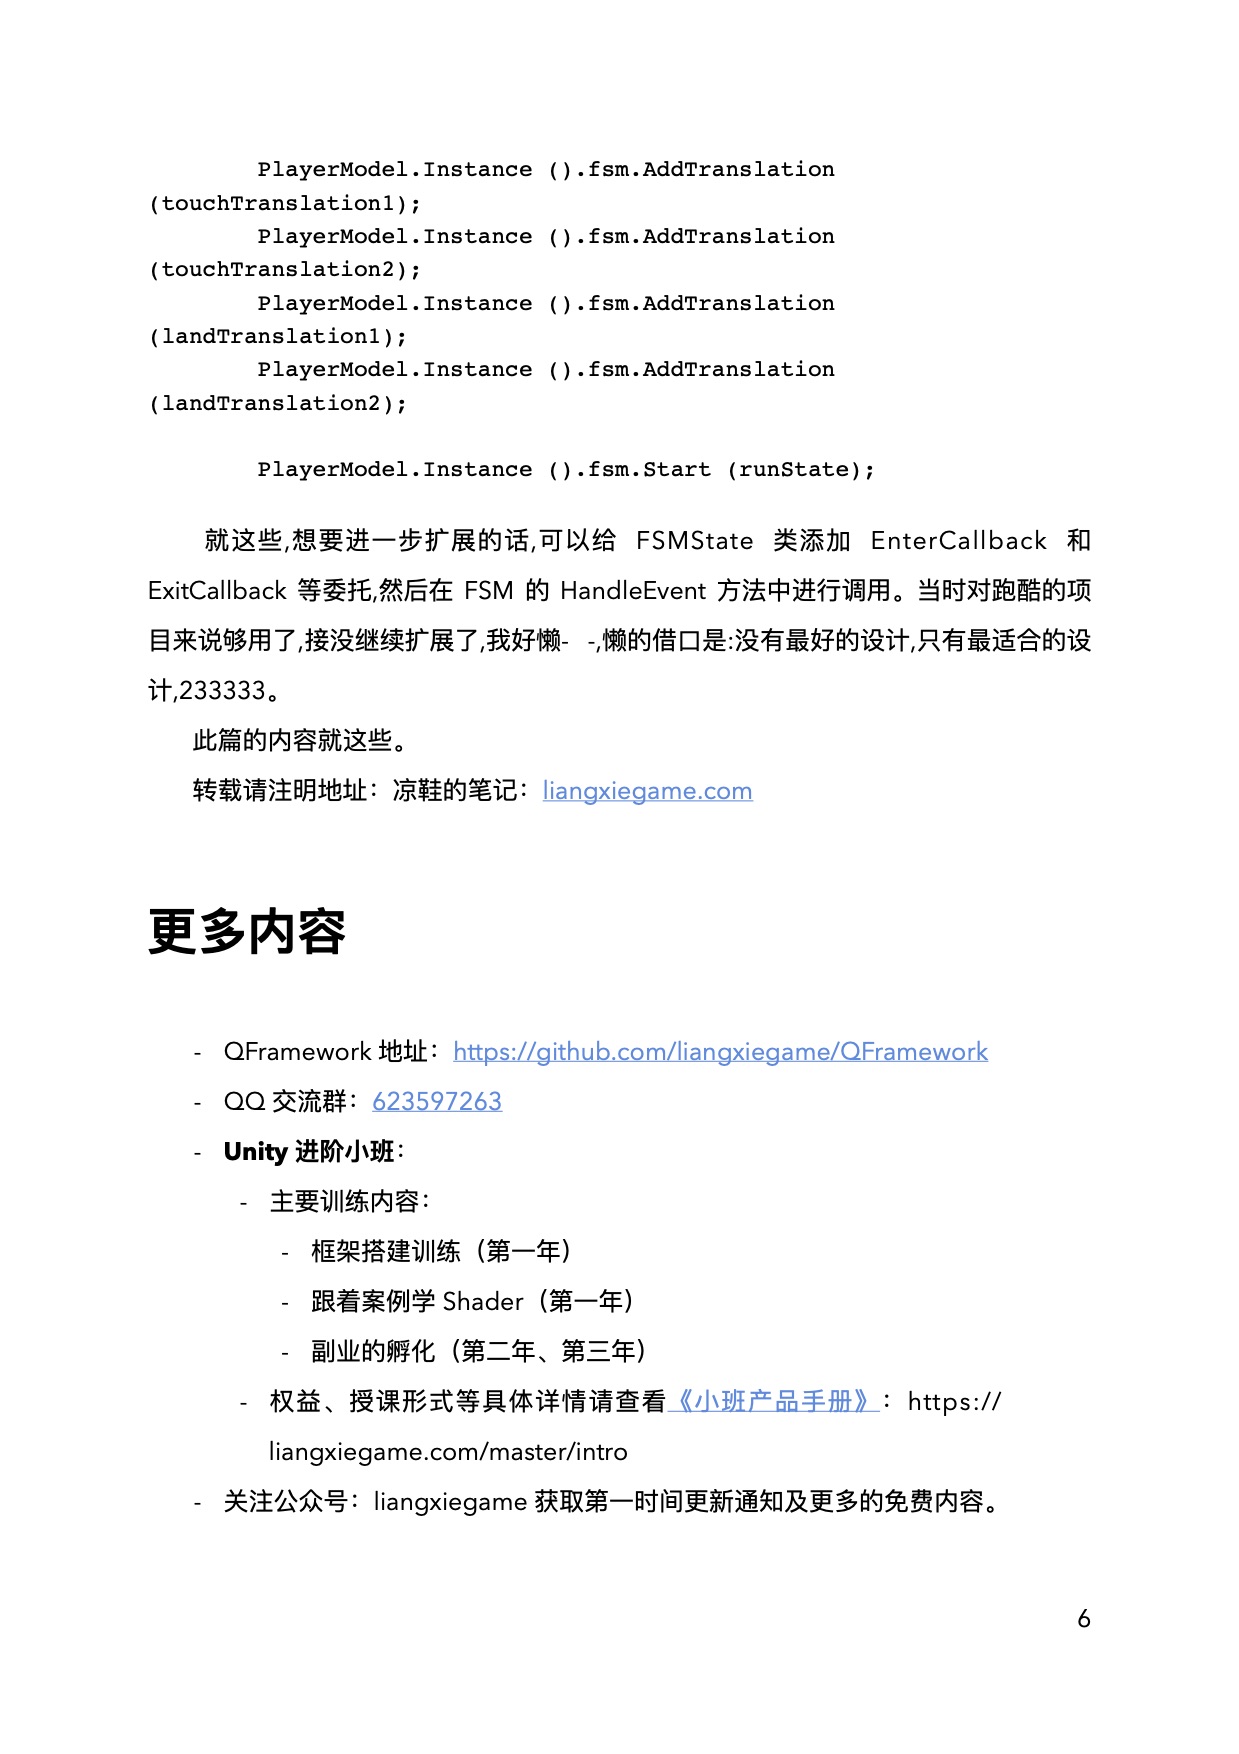 PlayerModel.Instance ().fsm.AddTranslation
(touchTranslation1);
PlayerModel.Instance ().fsm.AddTranslation
(touchTranslation2);
PlayerModel.Instance ().fsm.AddTranslation
(landTranslation1);
PlayerModel.Instance ().fsm.AddTranslation
(landTranslation2);
PlayerModel.Instance ().fsm.Start (runState);
就这些,想要进一步扩展的话,可以给 FSMState 类添加 EnterCallback 和
ExitCallback 等委托,然后在 FSM 的 HandleEvent 方法中进行调用。当时对跑酷的项
目来说够用了,接没继续扩展了,我好懒- -,懒的借口是:没有最好的设计,只有最适合的设
计,233333。
此篇的内容就这些。
转载请注明地址：凉鞋的笔记：liangxiegame.com
更多内容
- QFramework 地址：https://github.com/liangxiegame/QFramework
- QQ 交流群：623597263
- Unity 进阶小班：
- 主要训练内容：
- 框架搭建训练（第一年）
- 跟着案例学 Shader（第一年）
- 副业的孵化（第二年、第三年）
- 权益、授课形式等具体详情请查看《小班产品手册》：https://
liangxiegame.com/master/intro
- 关注公众号：liangxiegame 获取第一时间更新通知及更多的免费内容。
6